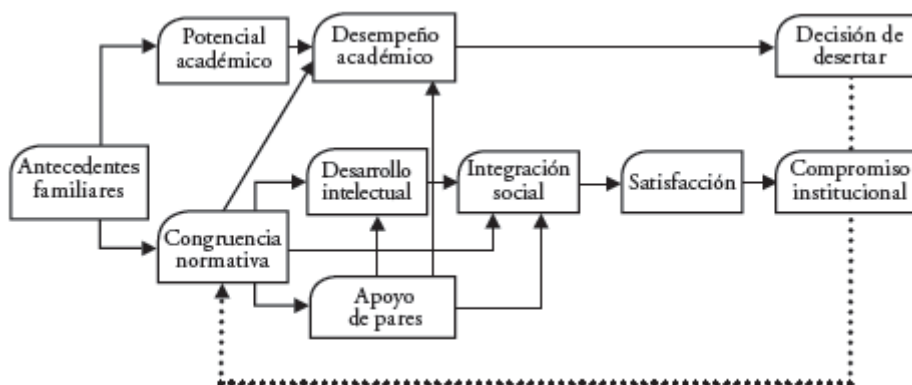 Potencial
académico
Desempeño
académico
Decisión de
desertar
Antecedentes
familiares
Desarrollo
intelectual
Integración
social
Satisfacción
Compromiso
institucional
Congruencia
normativa
Apoyo
de pares